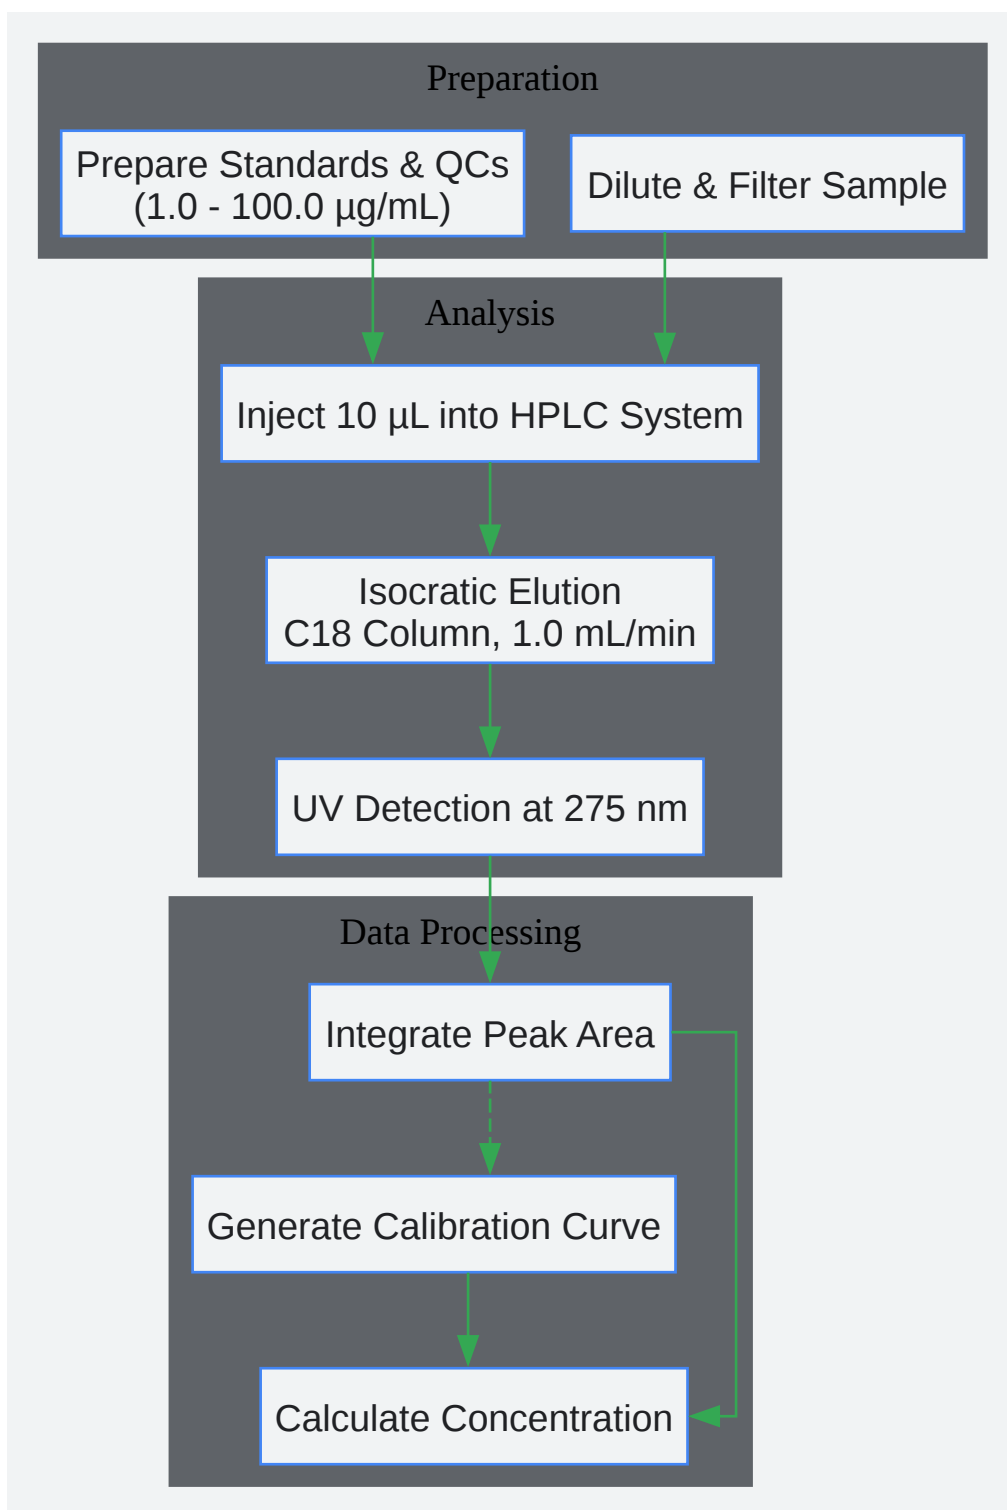 Preparation
Prepare Standards & QCs
(1.0 - 100.0 µg/mL)
Dilute & Filter Sample
Analysis
Inject 10 µL into HPLC System
Isocratic Elution
C18 Column, 1.0 mL/min
UV Detection at 275 nm
Data Processing
Integrate Peak Area
Generate Calibration Curve
Calculate Concentration